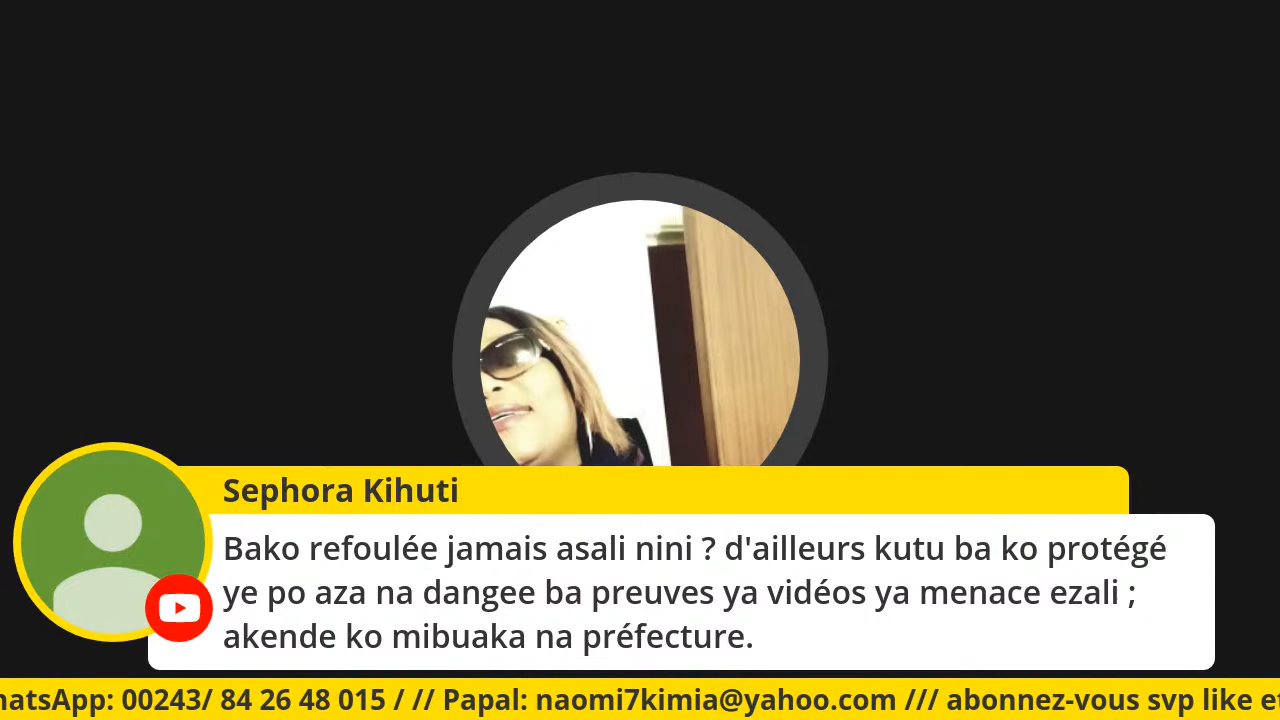 Sephora Kihuti
Bako refoulée jamais asali nini ? d'ailleurs kutu ba ko protégé
ye po aza na dangee ba preuves ya vidéos ya menace ezali ;
akende ko mibuaka na préfecture.
hatsApp: 00243/ 84 26 48 015 / // Papal: naomi7kimia@yahoo.com /// abonnez-vous svp like et